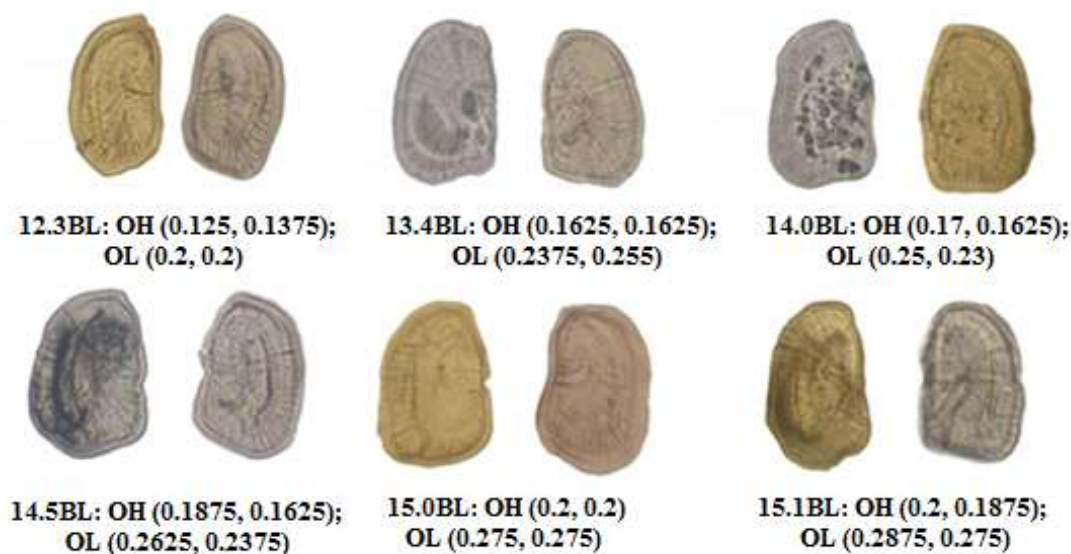 12.3BL: OH (0.125, 0.1375);
OL (0.2, 0.2)
13.4BL: OH (0.1625, 0.1625);
OL (0.2375, 0.255)
14.0BL: OH (0.17, 0.1625);
OL (0.25, 0.23)
14.5BL: OH (0.1875, 0.1625);
OL (0.2625, 0.2375)
15.0BL: OH (0.2, 0.2)
OL (0.275, 0.275)
15.1BL: OH (0.2, 0.1875);
OL (0.2875, 0.275)